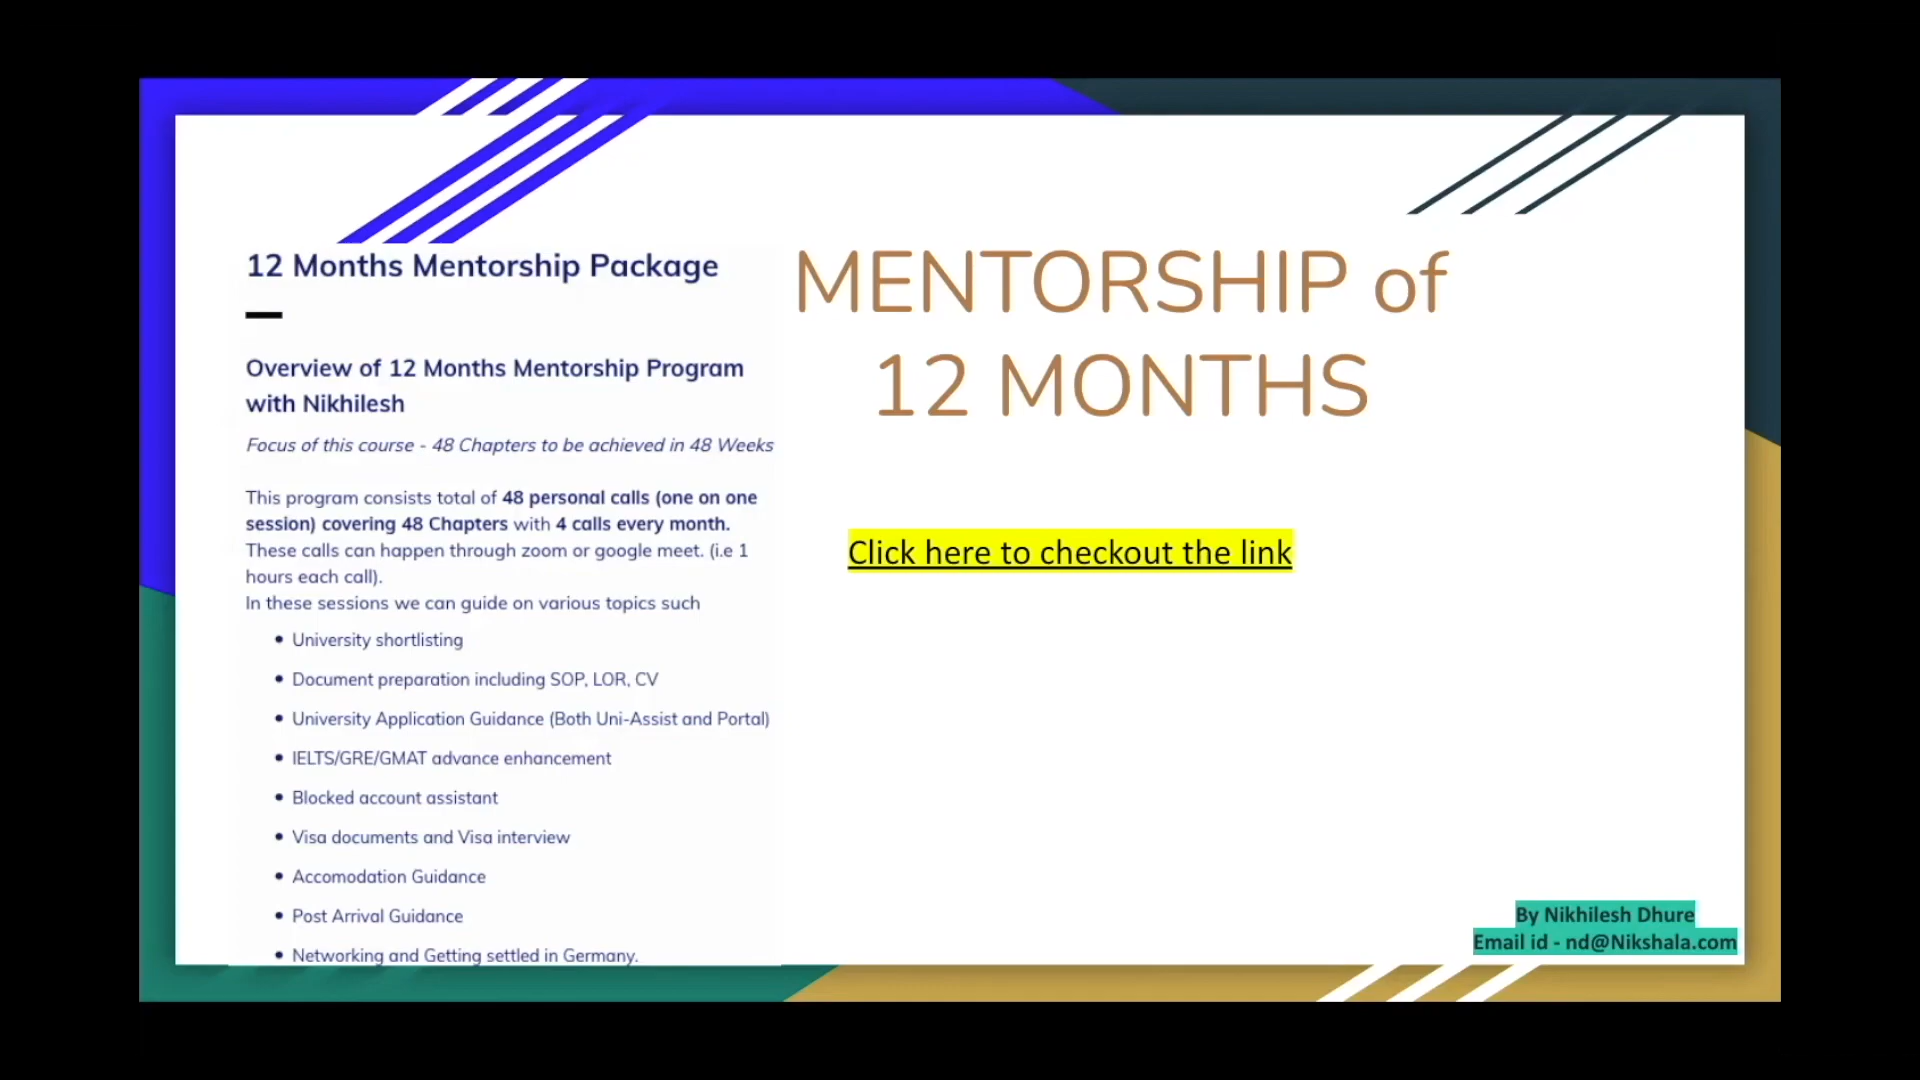 12 Months Mentorship Package
Overview of 12 Months Mentorship Program
with Nikhilesh
Focus of this course - 48 Chapters to be achieved in 48 Weeks
This program consists total of 48 personal calls (one on one
session) covering 48 Chapters with 4 calls every month.
These calls can happen through zoom or google meet. (i.e 1
hours each call).
In these sessions we can guide on various topics such
• University shortlisting
• Document preparation including SOP, LOR, CV
• University Application Guidance (Both Uni-Assist and Portal)
• IELTS/GRE/GMAT advance enhancement
• Blocked account assistant
• Visa documents and Visa interview
• Accomodation Guidance
• Post Arrival Guidance
• Networking and Getting settled in Germany.
MENTORSHIP of
12 MONTHS
Click here to checkout the link
By Nikhilesh Dhure
Email id - nd@Nikshala.com